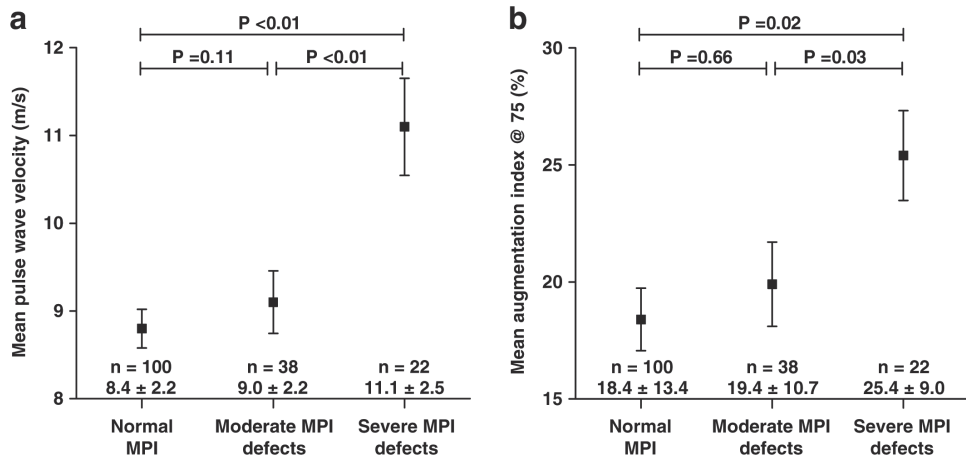 a
P <0.01
P =0.11
P <0.01
Mean pulse wave velocity (m/s)
12
11
10
9
8
n = 100
8.4 ± 2.2
n = 38
9.0 ± 2.2
n = 22
11.1 ± 2.5
Normal
MPI
Moderate MPI
defects
Severe MPI
defects
b
P =0.02
P =0.66
P =0.03
Mean augmentation index @ 75 (%)
30
25
20
15
n = 100
18.4 ± 13.4
n = 38
19.4 ± 10.7
n = 22
25.4 ± 9.0
Normal
MPI
Moderate MPI
defects
Severe MPI
defects